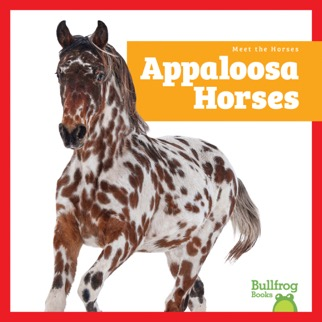 Meet the Horses
Appaloosa
Horses
Bullfrog
Books